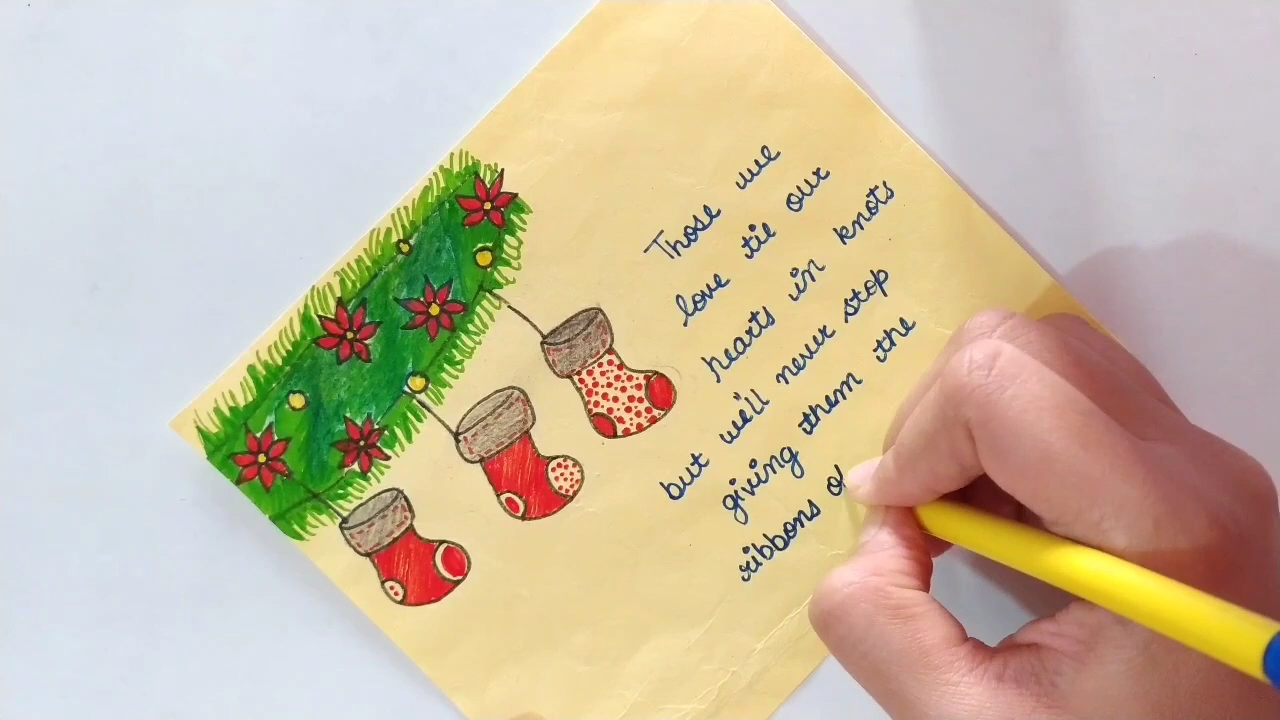 Those we
love tie our
hearts in knots
but we'll never stop
giving them the
ribbons